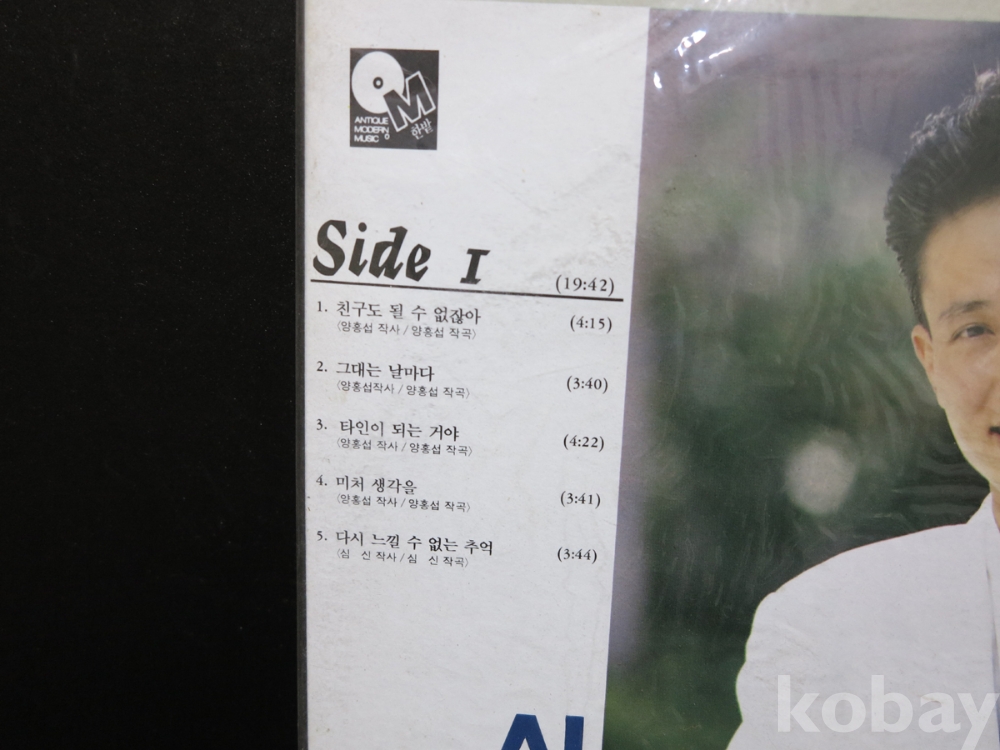 ANTIQUE
MODERN
MUSIC
M
한밭
Side I (19:42)
1. 친구도 될 수 없잖아 (4:15)
(양홍섭 작사 / 양홍섭 작곡)
2. 그대는 날마다 (3:40)
(양홍섭작사 / 양홍섭 작곡)
3. 타인이 되는 거야 (4:22)
(양홍섭 작사 / 양홍섭 작곡)
4. 미처 생각을 (3:41)
(양홍섭 작사 / 양홍섭 작곡)
5. 다시 느낄 수 없는 추억 (3:44)
(심 신 작사 / 심 신 작곡)
kobay